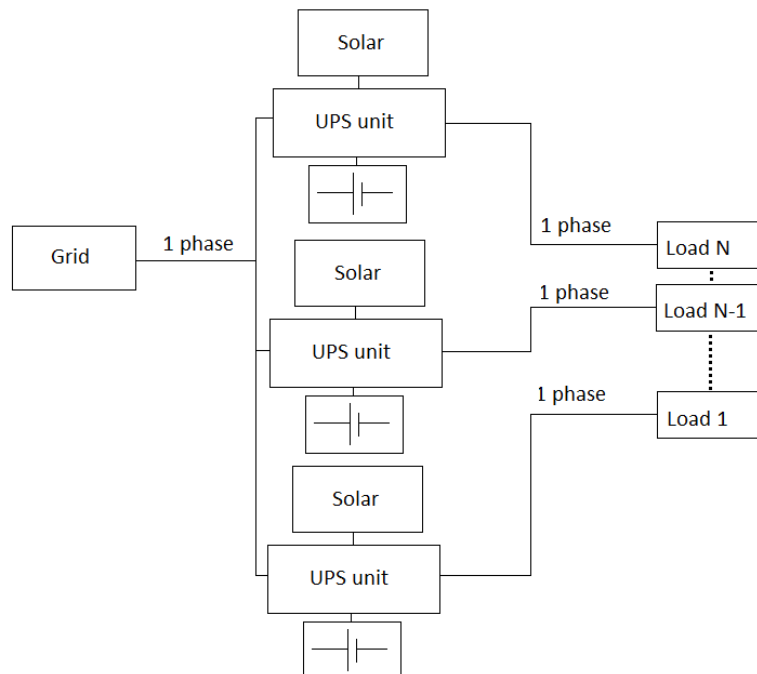 Solar
UPS unit
1 phase
Load N
Grid
1 phase
Solar
1 phase
Load N-1
UPS unit
1 phase
Load 1
Solar
UPS unit